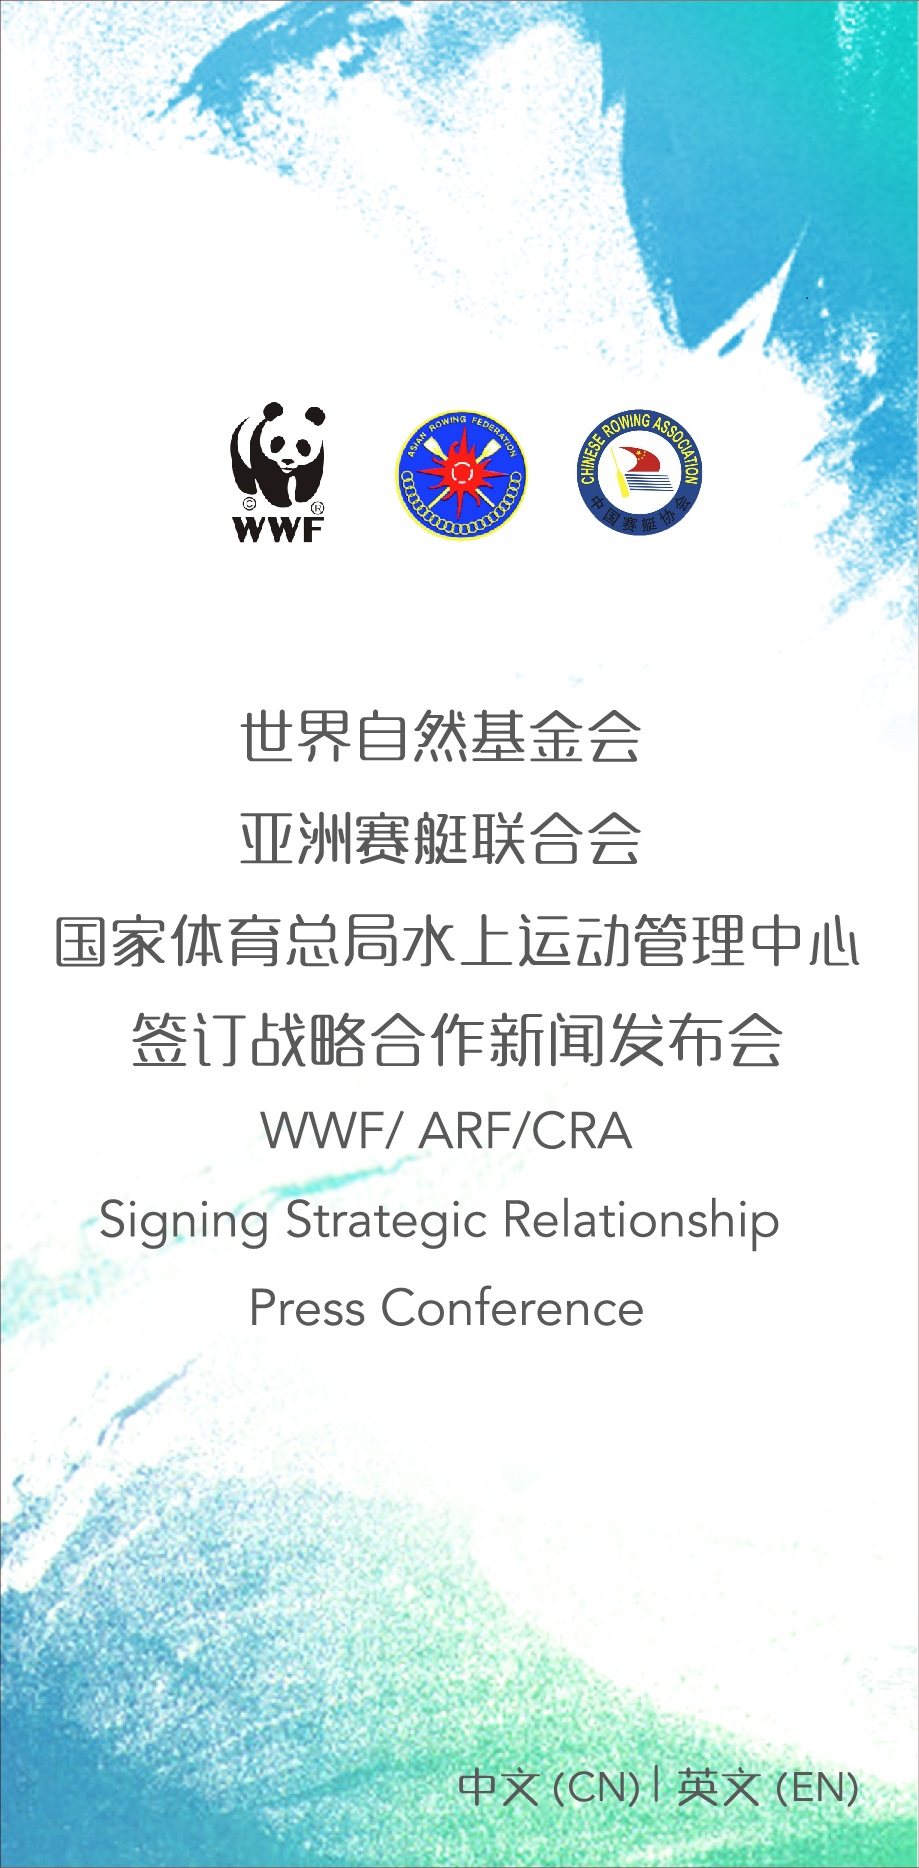 © ®
WWF
ASIAN ROWING FEDERATION
CHINESE ROWING ASSOCIATION
中国赛艇协会
世界自然基金会
亚洲赛艇联合会
国家体育总局水上运动管理中心
签订战略合作新闻发布会
WWF/ ARF/CRA
Signing Strategic Relationship
Press Conference
中文 (CN) | 英文 (EN)